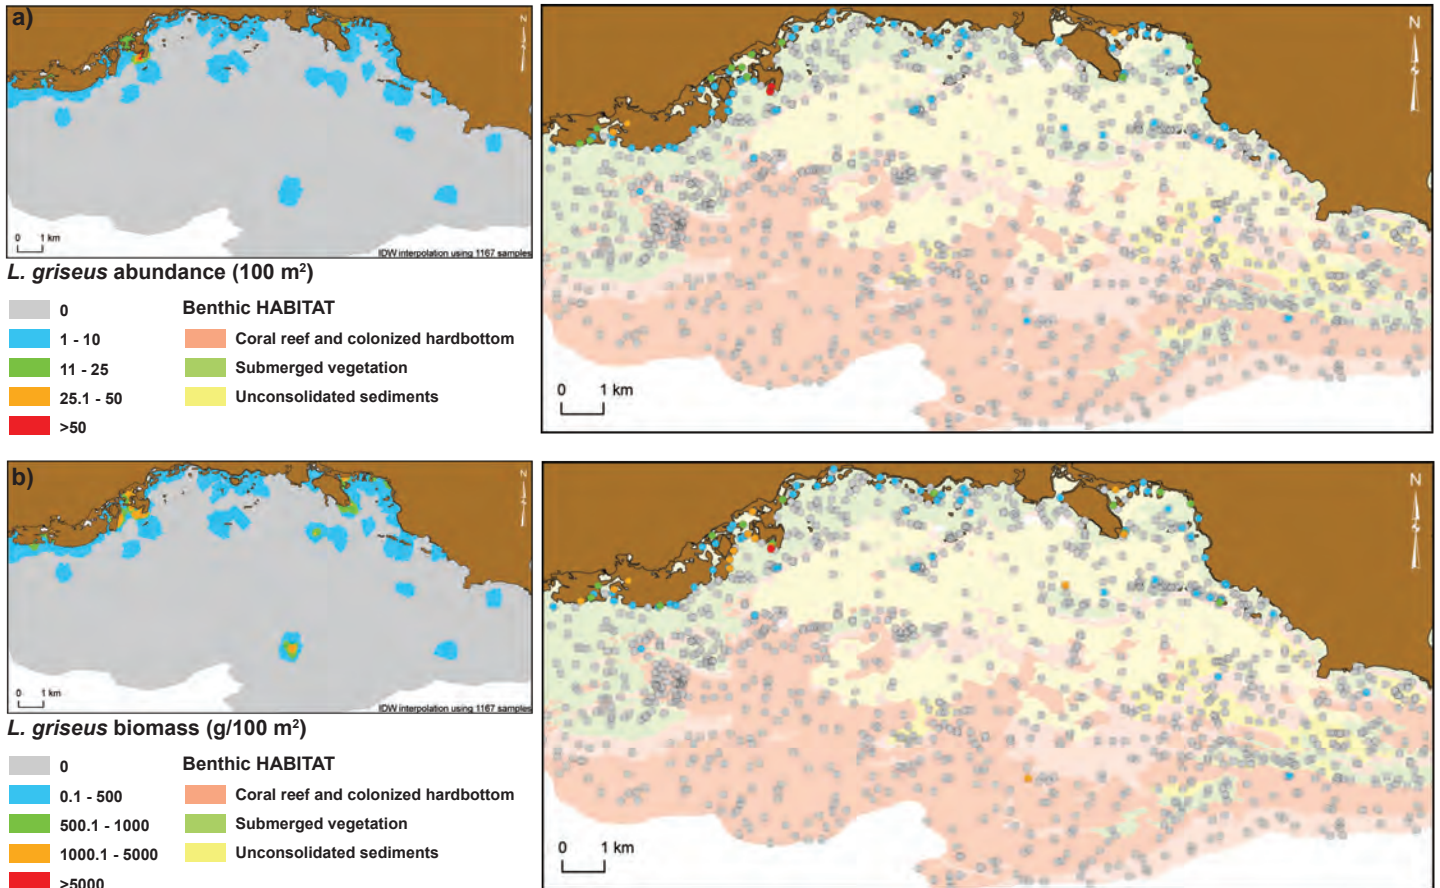 a)
N
0 1 km
IDW interpolation using 1167 samples
N
0 1 km
L. griseus abundance (100 m²)
0
1 - 10
11 - 25
25.1 - 50
>50
Benthic HABITAT
Coral reef and colonized hardbottom
Submerged vegetation
Unconsolidated sediments
b)
N
0 1 km
IDW interpolation using 1167 samples
N
0 1 km
L. griseus biomass (g/100 m²)
0
0.1 - 500
500.1 - 1000
1000.1 - 5000
>5000
Benthic HABITAT
Coral reef and colonized hardbottom
Submerged vegetation
Unconsolidated sediments